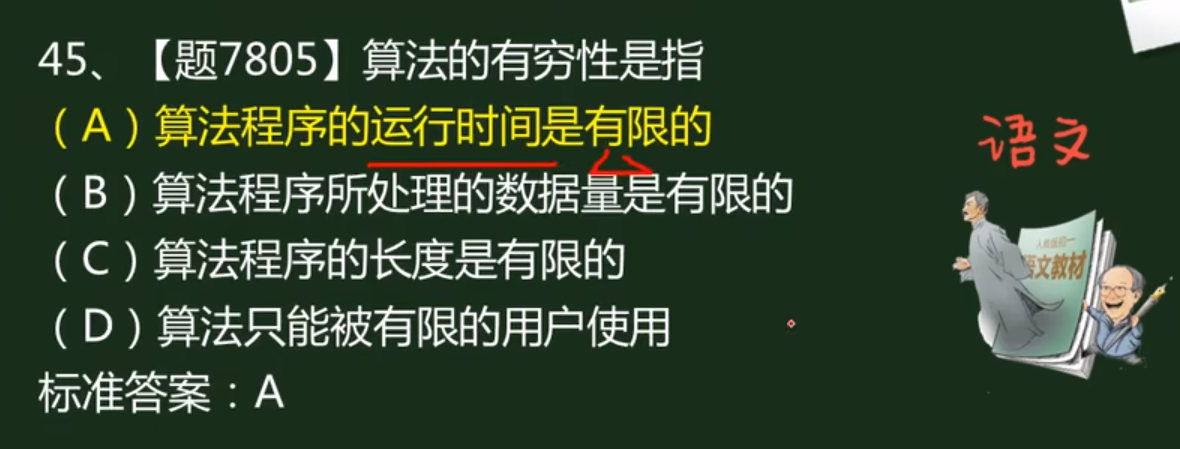 45、【题7805】算法的有穷性是指
（A）算法程序的运行时间是有限的
（B）算法程序所处理的数据量是有限的
（C）算法程序的长度是有限的
（D）算法只能被有限的用户使用
标准答案：A
语文
人教版初一
语文教材